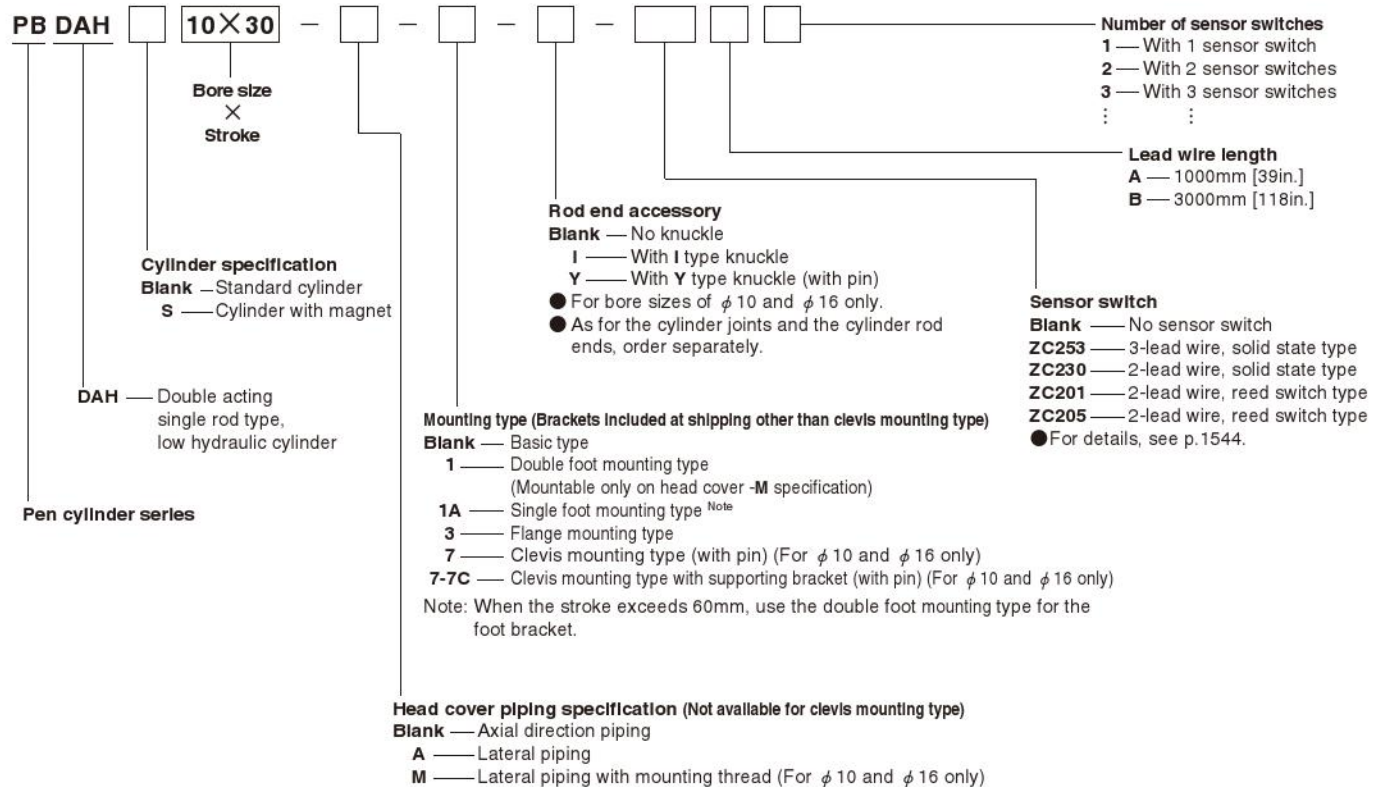 PB DAH 10×30 — — — —
Number of sensor switches
1 — With 1 sensor switch
2 — With 2 sensor switches
3 — With 3 sensor switches
⋮ ⋮
Bore size
×
Stroke
Lead wire length
A — 1000mm [39in.]
B — 3000mm [118in.]
Rod end accessory
Blank — No knuckle
I — With I type knuckle
Y — With Y type knuckle (with pin)
● For bore sizes of φ10 and φ16 only.
● As for the cylinder joints and the cylinder rod
ends, order separately.
Cylinder specification
Blank — Standard cylinder
S — Cylinder with magnet
Sensor switch
Blank — No sensor switch
ZC253 — 3-lead wire, solid state type
ZC230 — 2-lead wire, solid state type
ZC201 — 2-lead wire, reed switch type
ZC205 — 2-lead wire, reed switch type
●For details, see p.1544.
DAH — Double acting
single rod type,
low hydraulic cylinder
Mounting type (Brackets included at shipping other than clevis mounting type)
Blank — Basic type
1 — Double foot mounting type
(Mountable only on head cover -M specification)
1A — Single foot mounting type Note
3 — Flange mounting type
7 — Clevis mounting type (with pin) (For φ10 and φ16 only)
7-7C — Clevis mounting type with supporting bracket (with pin) (For φ10 and φ16 only)
Note: When the stroke exceeds 60mm, use the double foot mounting type for the
foot bracket.
Pen cylinder series
Head cover piping specification (Not available for clevis mounting type)
Blank — Axial direction piping
A — Lateral piping
M — Lateral piping with mounting thread (For φ10 and φ16 only)